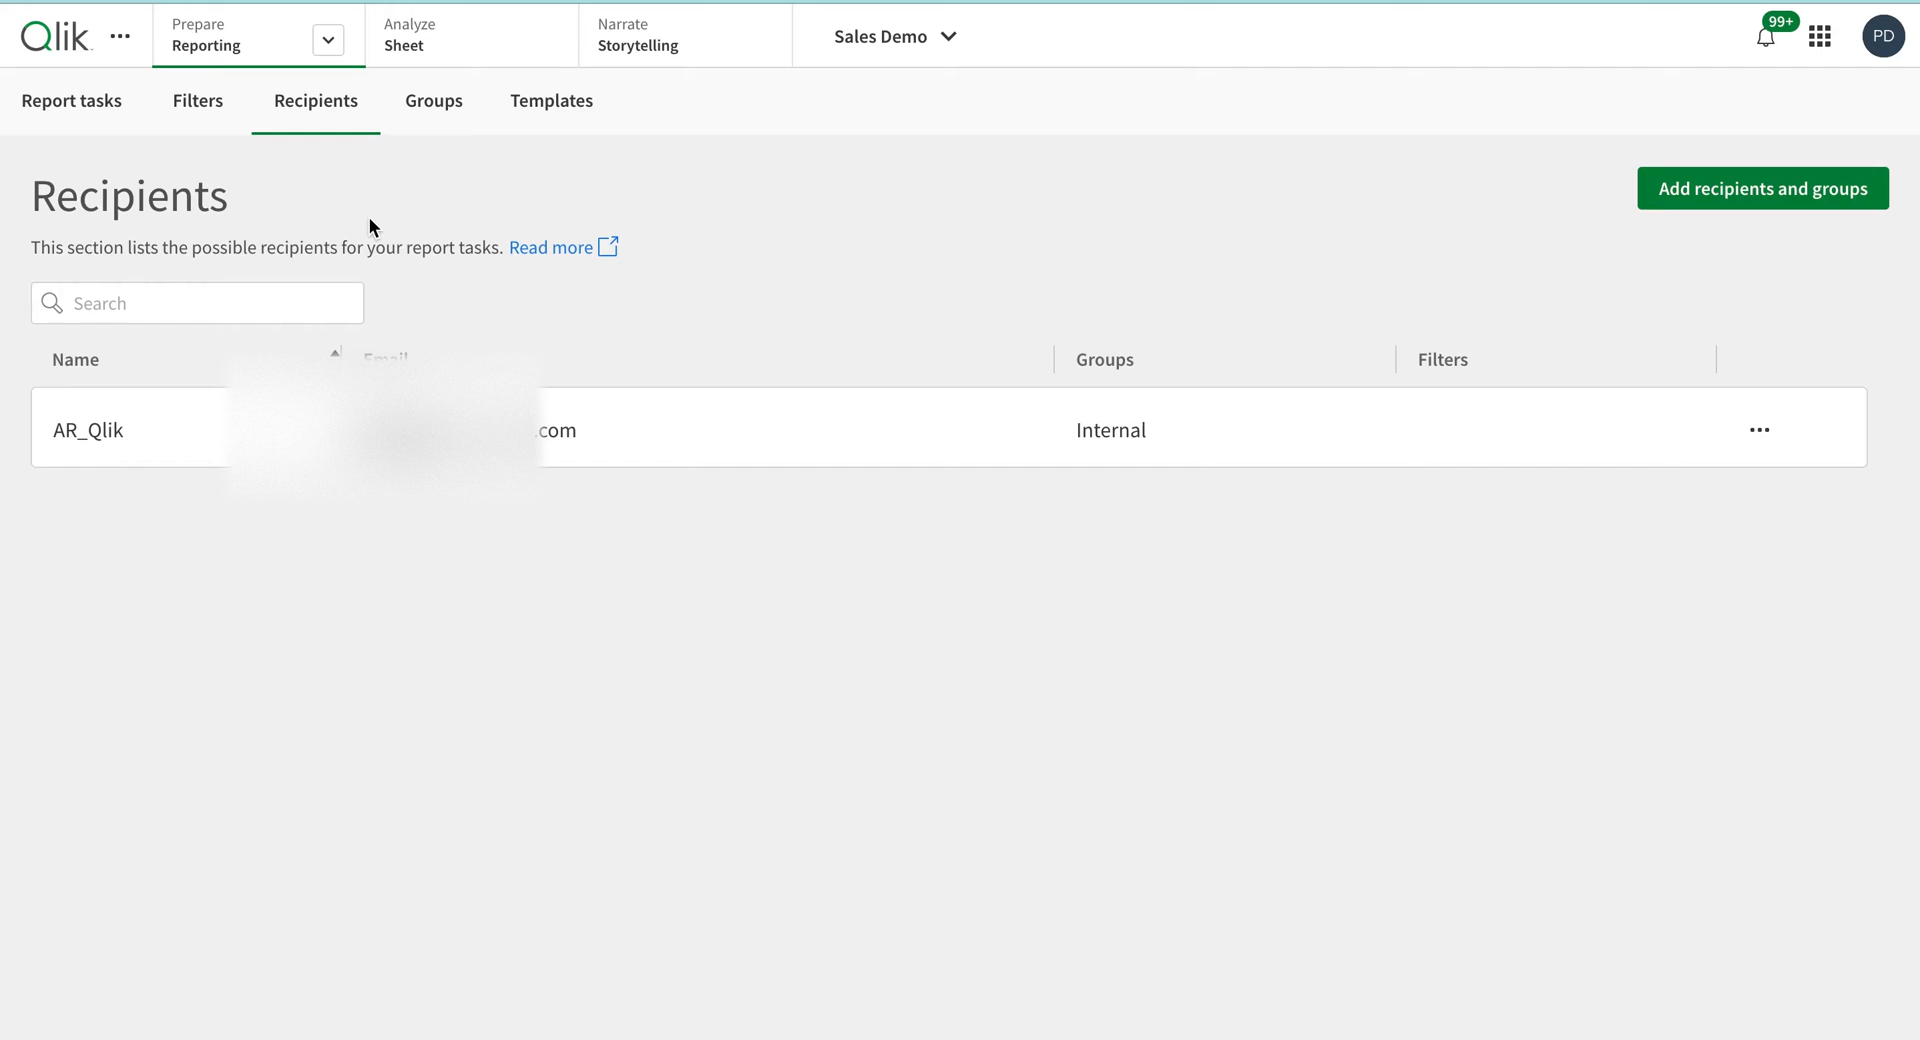 Qlik
Prepare
Reporting
Analyze
Sheet
Narrate
Storytelling
Sales Demo
99+
PD
Report tasks
Filters
Recipients
Groups
Templates
Recipients
Add recipients and groups
This section lists the possible recipients for your report tasks. Read more
Search
Name
Email
Groups
Filters
AR_Qlik
.com
Internal